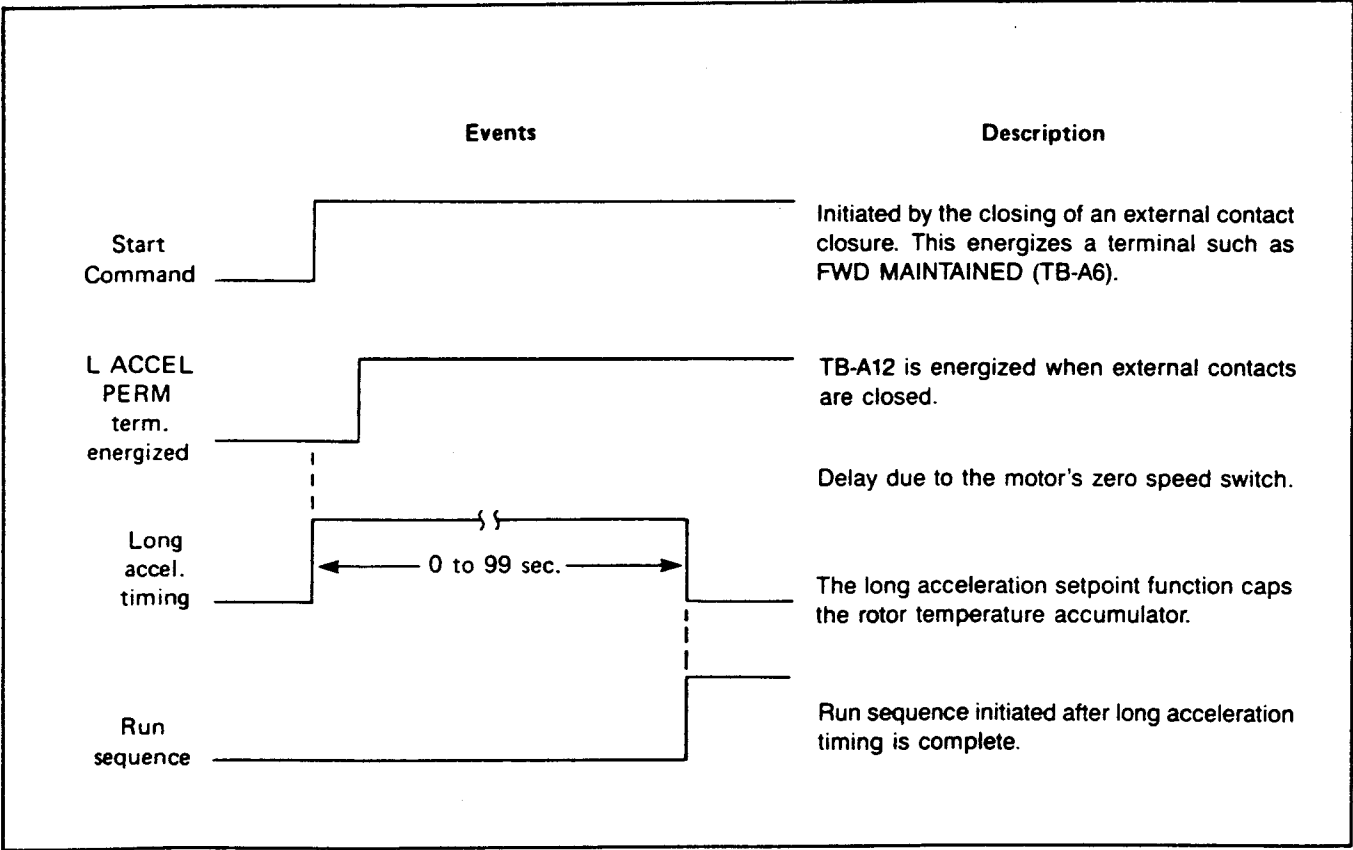 Events
Description
Start
Command
Initiated by the closing of an external contact
closure. This energizes a terminal such as
FWD MAINTAINED (TB-A6).
L ACCEL
PERM
term.
energized
TB-A12 is energized when external contacts
are closed.
Delay due to the motor's zero speed switch.
Long
accel.
timing
0 to 99 sec.
The long acceleration setpoint function caps
the rotor temperature accumulator.
Run
sequence
Run sequence initiated after long acceleration
timing is complete.